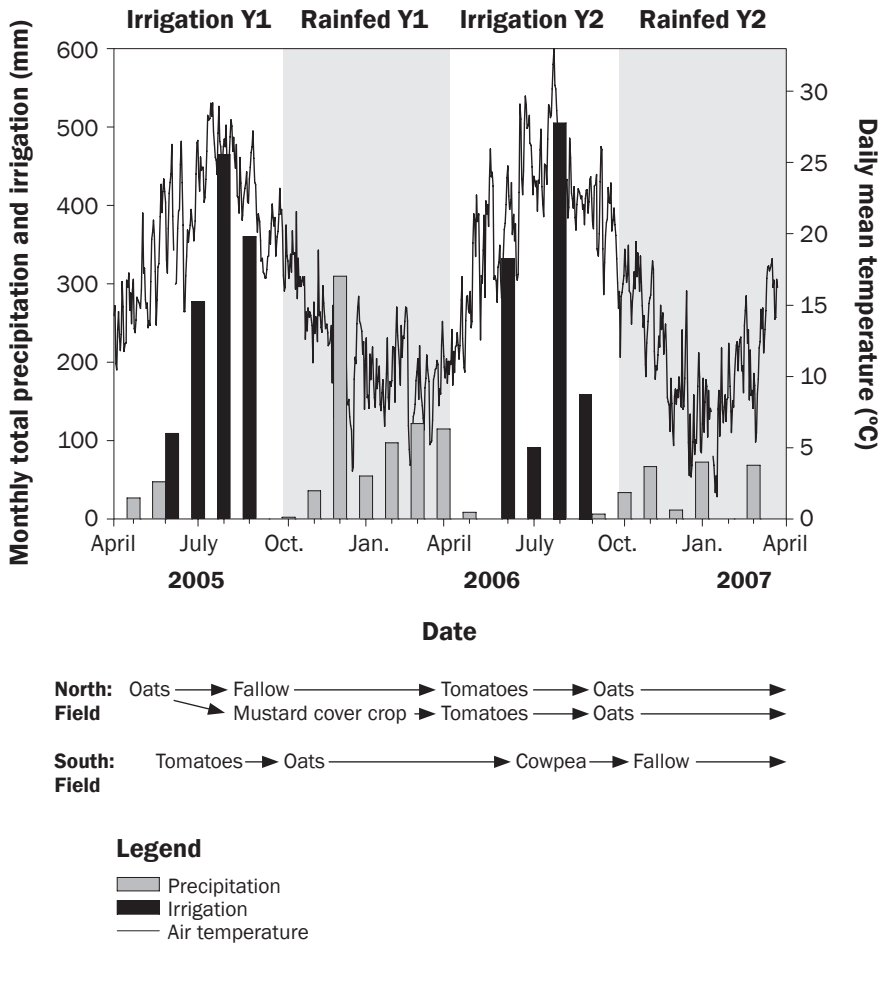 Irrigation Y1 Rainfed Y1 Irrigation Y2 Rainfed Y2
Monthly total precipitation and irrigation (mm)
600
500
400
300
200
100
0
30
25
20
15
10
5
0
Daily mean temperature (°C)
April July Oct. Jan. April July Oct. Jan. April
2005 2006 2007
Date
North: Oats Fallow Tomatoes Oats
Field Mustard cover crop Tomatoes Oats
South: Tomatoes Oats Cowpea Fallow
Field
Legend
Precipitation
Irrigation
Air temperature